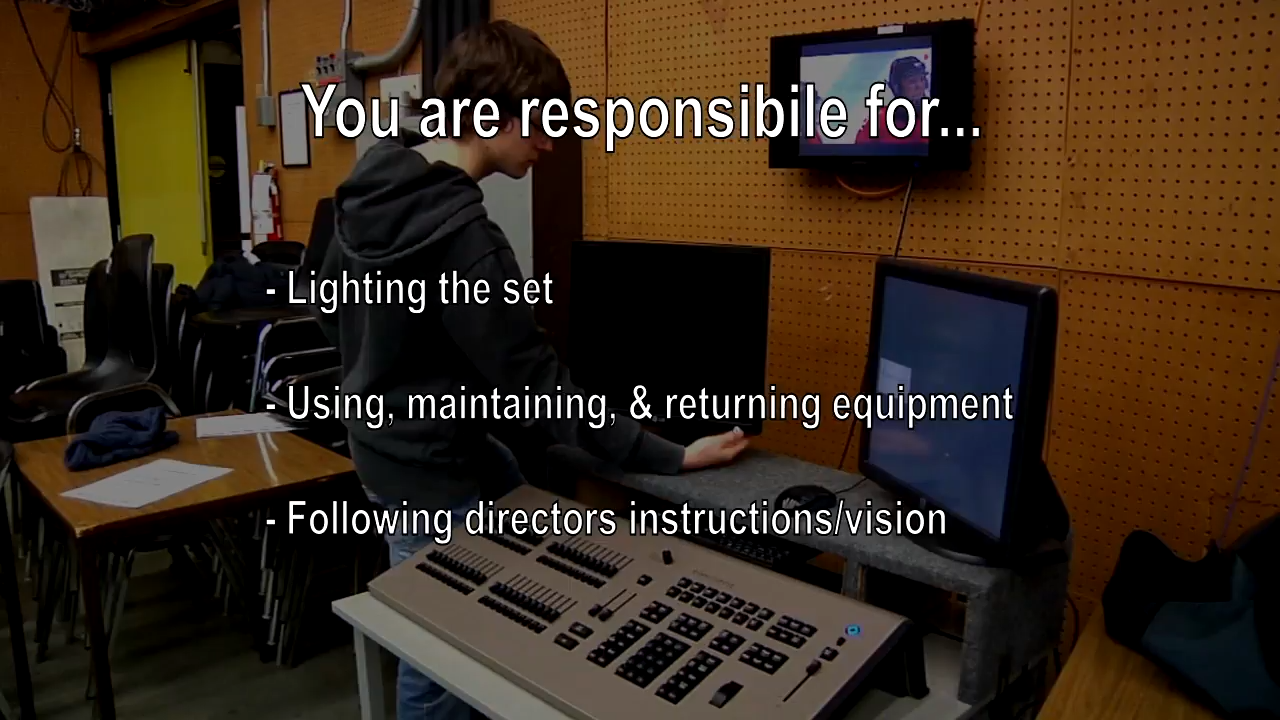 You are responsibile for...
- Lighting the set
- Using, maintaining, & returning equipment
- Following directors instructions/vision